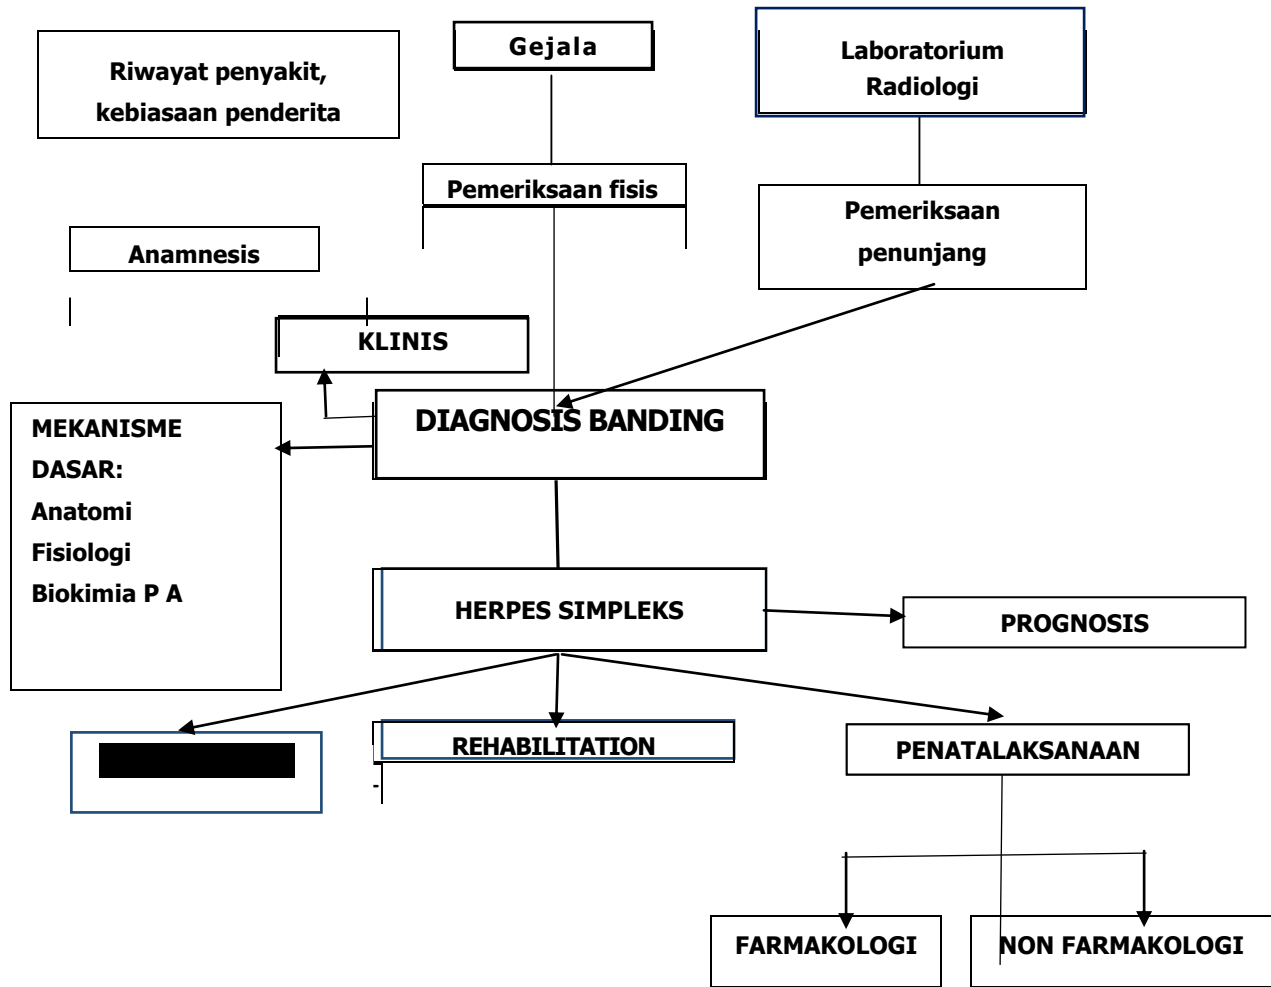 Riwayat penyakit,
kebiasaan penderita
Gejala
Laboratorium
Radiologi
Pemeriksaan fisis
Pemeriksaan
penunjang
Anamnesis
KLINIS
DIAGNOSIS BANDING
MEKANISME
DASAR:
Anatomi
Fisiologi
Biokimia P A
HERPES SIMPLEKS
PROGNOSIS
REHABILITATION
-
PENATALAKSANAAN
FARMAKOLOGI
NON FARMAKOLOGI